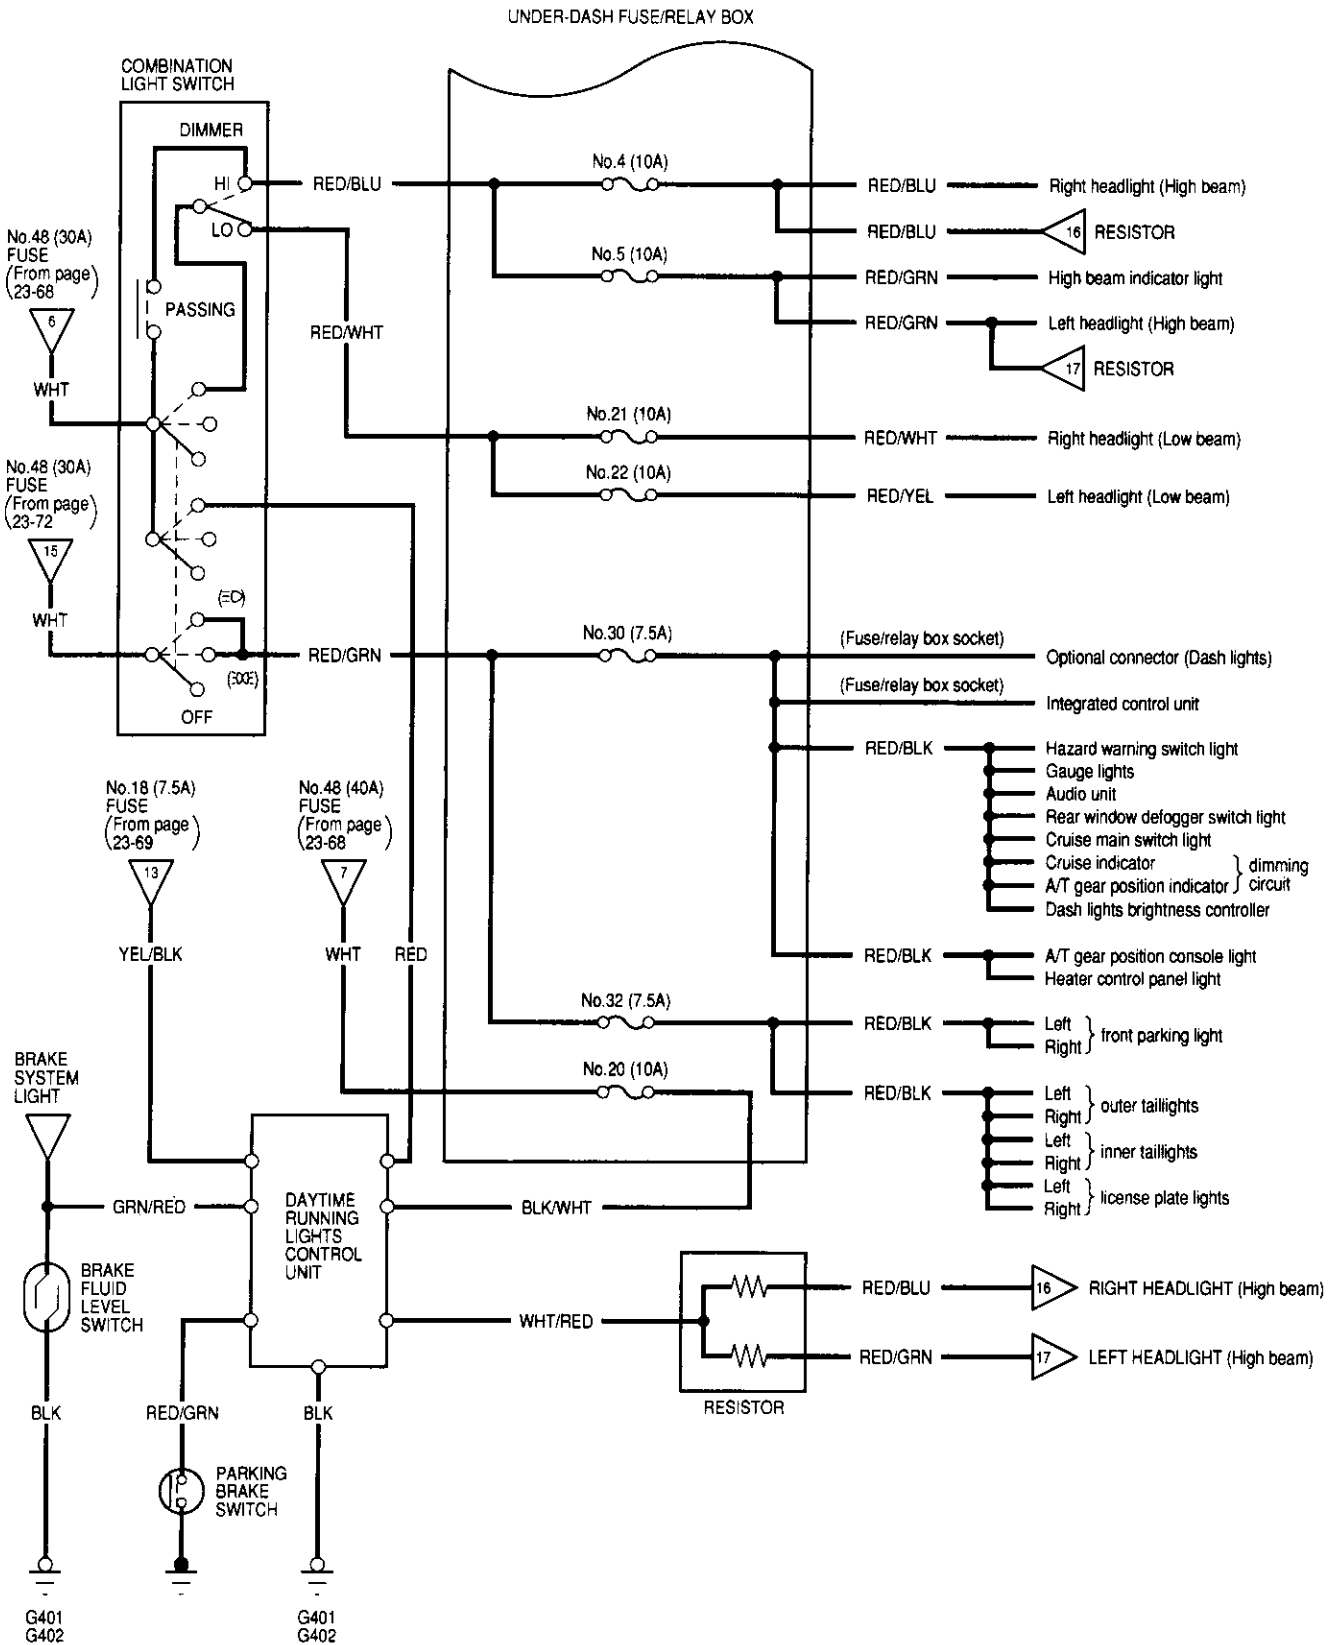 UNDER-DASH FUSE/RELAY BOX
COMBINATION
LIGHT SWITCH
DIMMER
HI
LO
PASSING
OFF
No.48 (30A)
FUSE
(From page
23-68)
6
WHT
No.48 (30A)
FUSE
(From page
23-72)
15
WHT
RED/BLU
RED/WHT
RED/GRN
No.4 (10A)
No.5 (10A)
No.21 (10A)
No.22 (10A)
No.30 (7.5A)
No.32 (7.5A)
No.20 (10A)
RED/BLU
Right headlight (High beam)
RED/BLU
16
RESISTOR
RED/GRN
High beam indicator light
RED/GRN
Left headlight (High beam)
17
RESISTOR
RED/WHT
Right headlight (Low beam)
RED/YEL
Left headlight (Low beam)
(Fuse/relay box socket)
Optional connector (Dash lights)
(Fuse/relay box socket)
Integrated control unit
RED/BLK
Hazard warning switch light
Gauge lights
Audio unit
Rear window defogger switch light
Cruise main switch light
Cruise indicator
A/T gear position indicator
dimming
circuit
Dash lights brightness controller
RED/BLK
A/T gear position console light
Heater control panel light
RED/BLK
Left
Right
front parking light
RED/BLK
Left
Right
outer taillights
Left
Right
inner taillights
Left
Right
license plate lights
No.18 (7.5A)
FUSE
(From page
23-69)
13
YEL/BLK
No.48 (40A)
FUSE
(From page
23-68)
7
WHT
RED
BRAKE
SYSTEM
LIGHT
GRN/RED
DAYTIME
RUNNING
LIGHTS
CONTROL
UNIT
BLK/WHT
BRAKE
FLUID
LEVEL
SWITCH
WHT/RED
RESISTOR
RED/BLU
16
RIGHT HEADLIGHT (High beam)
RED/GRN
17
LEFT HEADLIGHT (High beam)
BLK
RED/GRN
BLK
PARKING
BRAKE
SWITCH
G401
G402
G401
G402